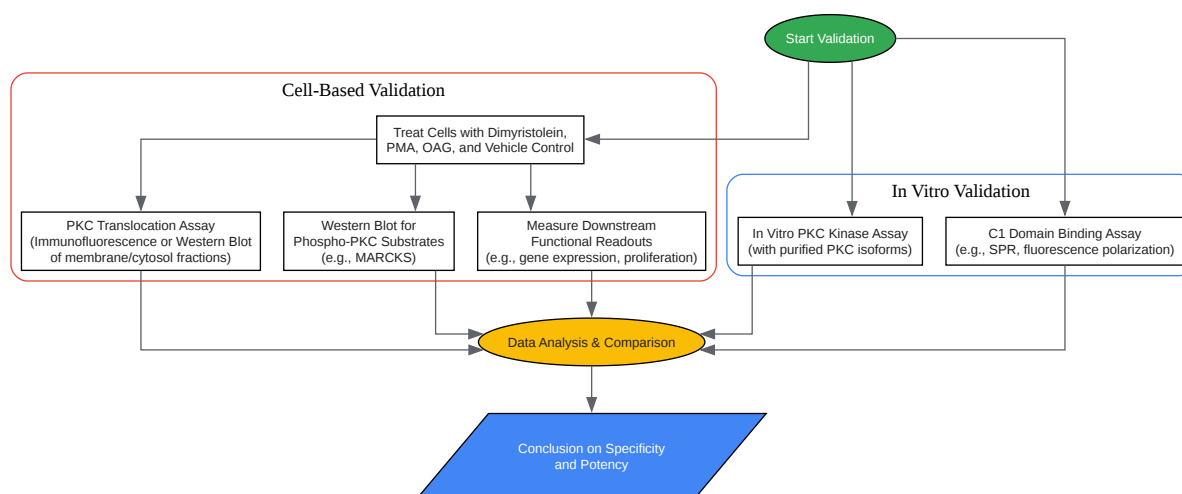 Start Validation
Cell-Based Validation
Treat Cells with Dimyristolein,
PMA, OAG, and Vehicle Control
In Vitro Validation
PKC Translocation Assay
(Immunofluorescence or Western Blot
of membrane/cytosol fractions)
Western Blot for
Phospho-PKC Substrates
(e.g., MARCKS)
Measure Downstream
Functional Readouts
(e.g., gene expression, proliferation)
In Vitro PKC Kinase Assay
(with purified PKC isoforms)
C1 Domain Binding Assay
(e.g., SPR, fluorescence polarization)
Data Analysis & Comparison
Conclusion on Specificity
and Potency